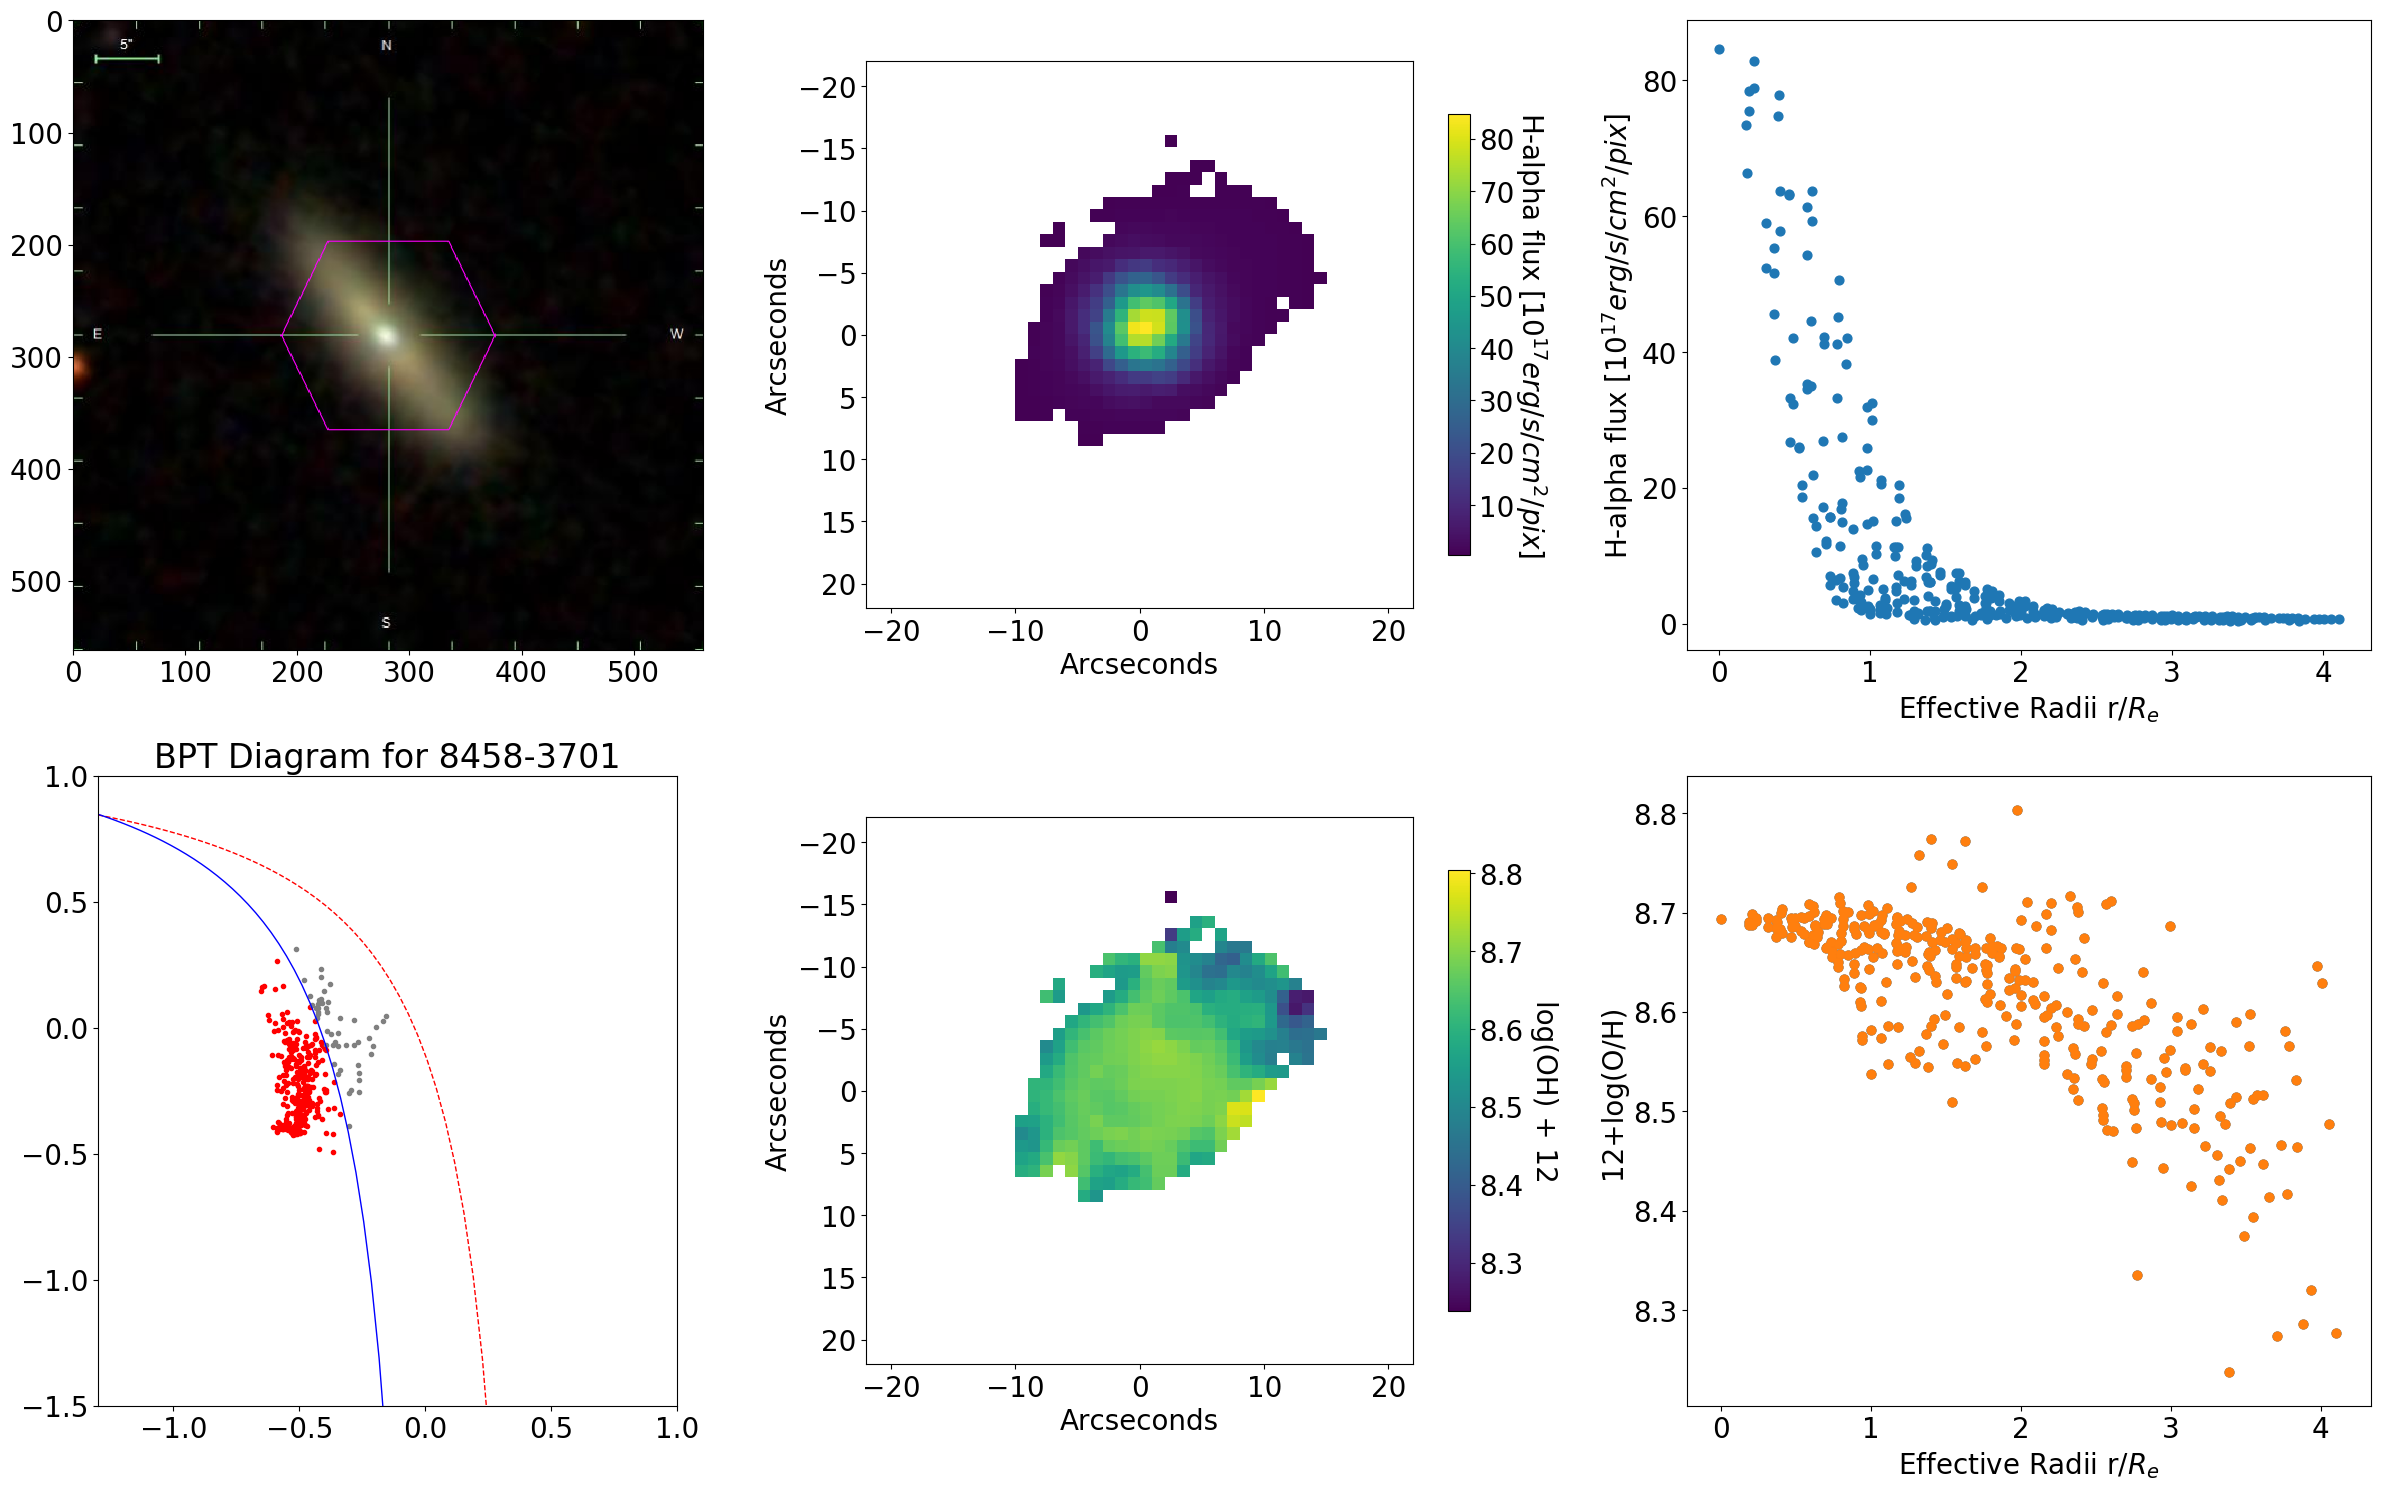 0
100
200
300
400
500
0 100 200 300 400 500
5"
N
E
W
S
−20
−15
−10
−5
0
5
10
15
20
−20 −10 0 10 20
Arcseconds
Arcseconds
80
70
60
50
40
30
20
10
H-alpha flux [10^17 erg/s/cm^2/pix]
80
60
40
20
0
0 1 2 3 4
H-alpha flux [10^17 erg/s/cm^2/pix]
Effective Radii r/R_e
BPT Diagram for 8458-3701
1.0
0.5
0.0
−0.5
−1.0
−1.5
−1.0 −0.5 0.0 0.5 1.0
−20
−15
−10
−5
0
5
10
15
20
−20 −10 0 10 20
Arcseconds
Arcseconds
8.8
8.7
8.6
8.5
8.4
8.3
log(OH) + 12
8.8
8.7
8.6
8.5
8.4
8.3
0 1 2 3 4
12+log(O/H)
Effective Radii r/R_e